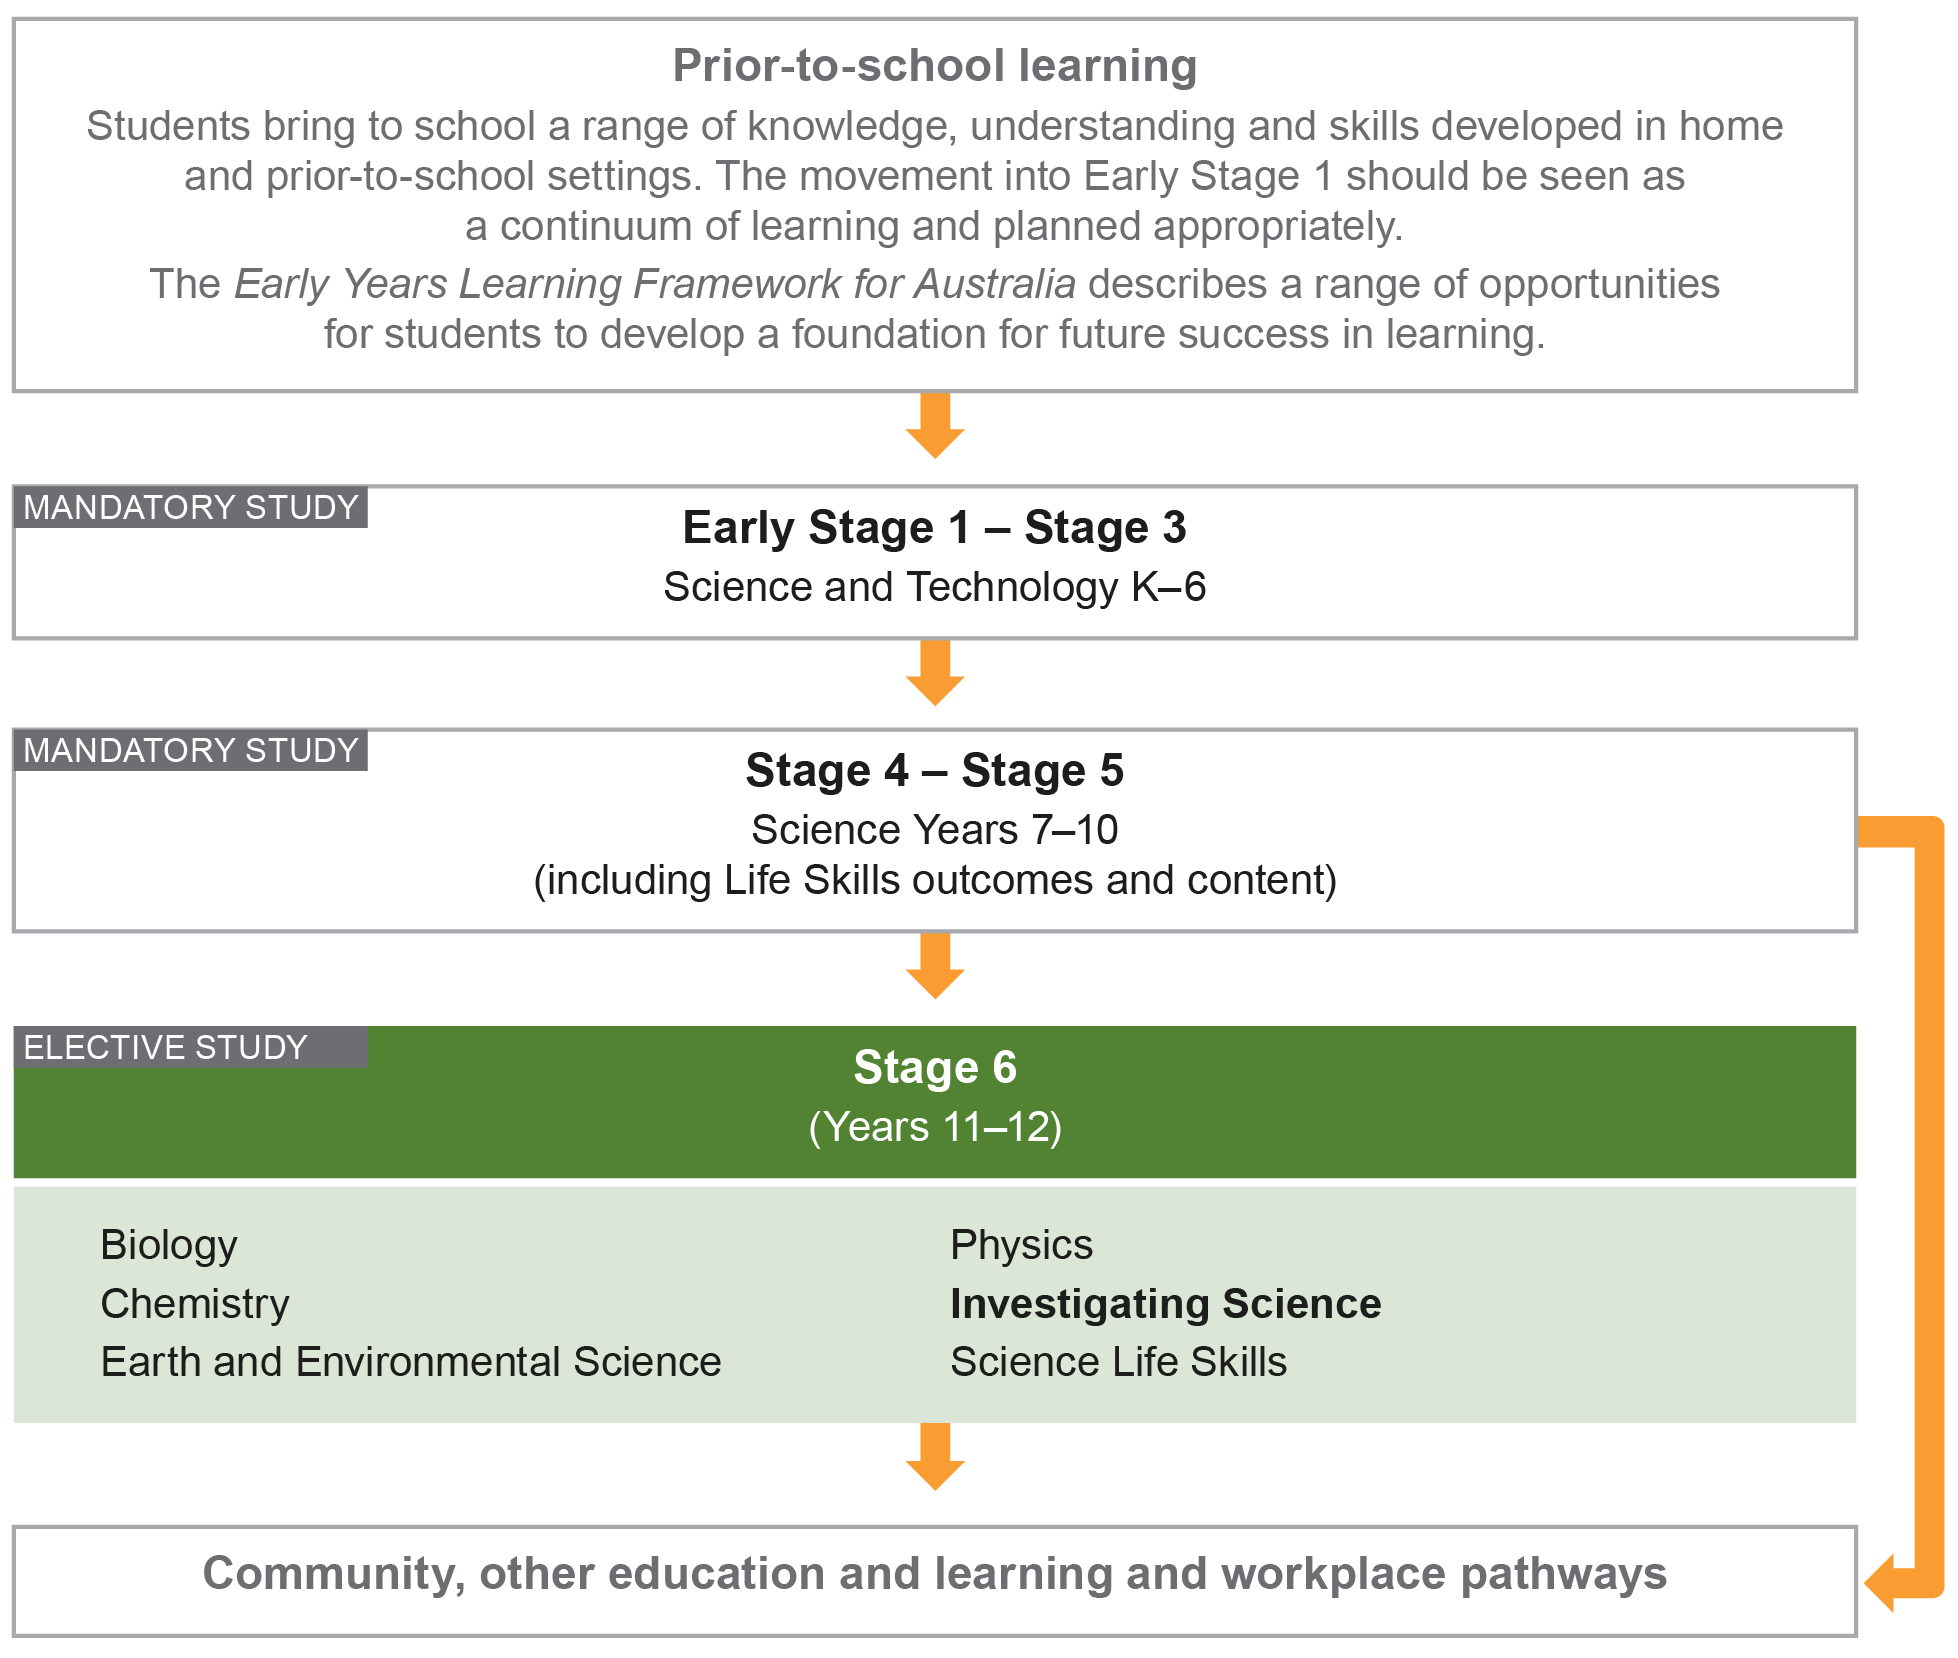 Prior-to-school learning
Students bring to school a range of knowledge, understanding and skills developed in home
and prior-to-school settings. The movement into Early Stage 1 should be seen as
a continuum of learning and planned appropriately.
The Early Years Learning Framework for Australia describes a range of opportunities
for students to develop a foundation for future success in learning.
MANDATORY STUDY
Early Stage 1 – Stage 3
Science and Technology K–6
MANDATORY STUDY
Stage 4 – Stage 5
Science Years 7–10
(including Life Skills outcomes and content)
ELECTIVE STUDY
Stage 6
(Years 11–12)
Biology
Chemistry
Earth and Environmental Science
Physics
Investigating Science
Science Life Skills
Community, other education and learning and workplace pathways